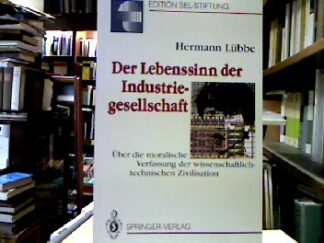 EDITION SEL-STIFTUNG
Hermann Lübbe
Der Lebenssinn der
Industrie-
gesellschaft
Über die moralische
Verfassung der wissenschaftlich-
technischen Zivilisation
SPRINGER-VERLAG